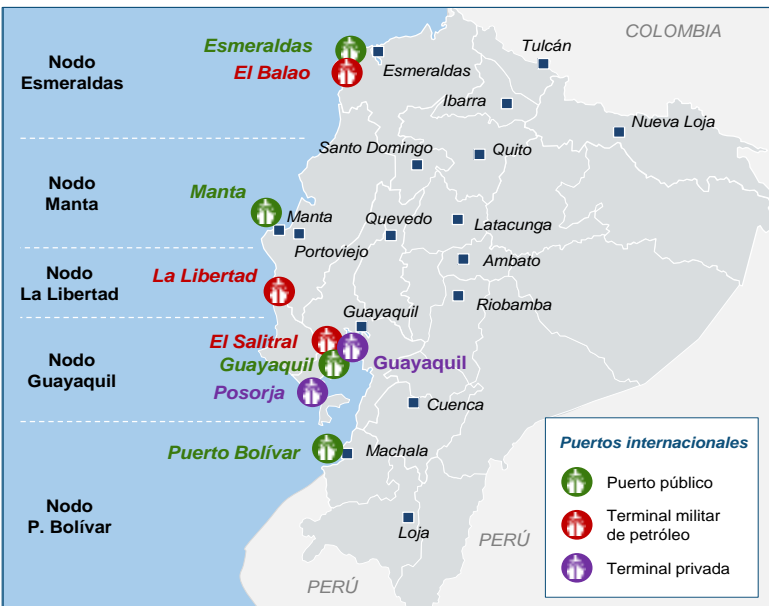 COLOMBIA
Esmeraldas
Tulcán
Nodo
Esmeraldas
El Balao
Esmeraldas
Ibarra
Nueva Loja
Santo Domingo
Quito
Nodo
Manta
Manta
Manta
Quevedo
Latacunga
Portoviejo
Ambato
Nodo
La Libertad
La Libertad
Riobamba
Guayaquil
El Salitral
Nodo
Guayaquil
Guayaquil
Guayaquil
Posorja
Cuenca
Puerto Bolívar
Machala
Nodo
P. Bolívar
Loja
PERÚ
PERÚ
Puertos internacionales
Puerto público
Terminal militar
de petróleo
Terminal privada